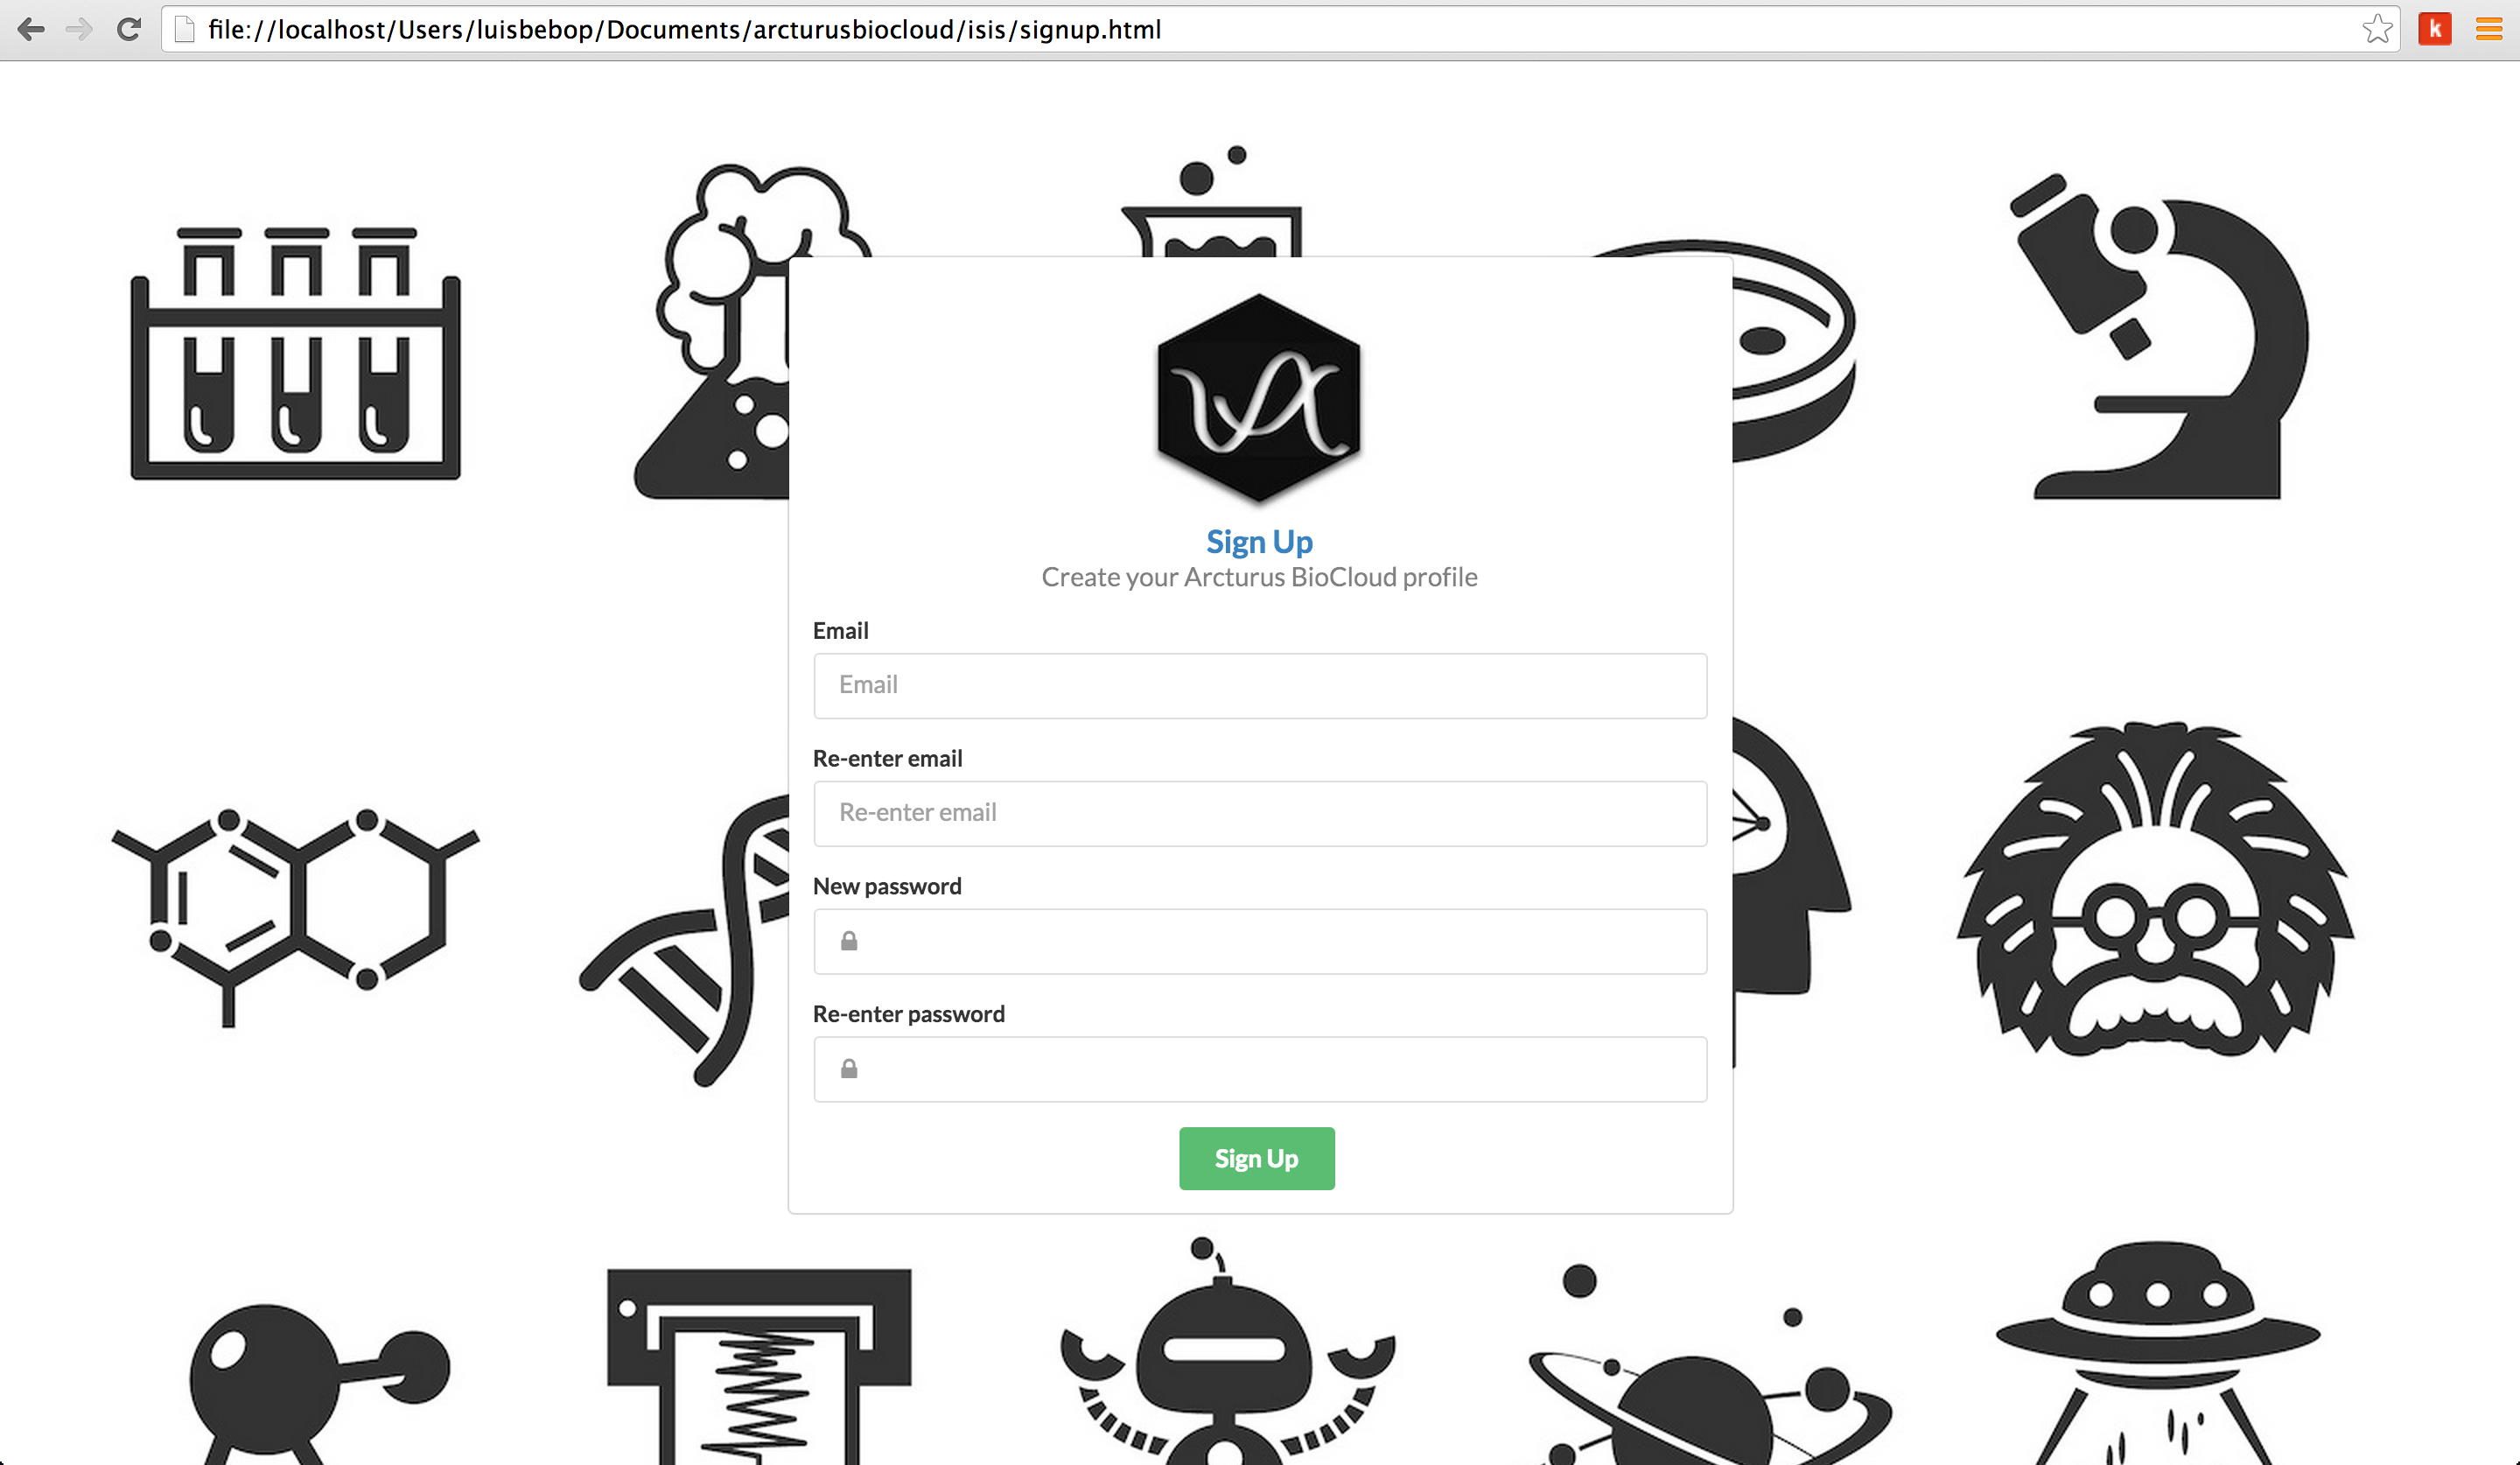 file://localhost/Users/luisbebop/Documents/arcturusbiocloud/isis/signup.html
k
Sign Up
Create your Arcturus BioCloud profile
Email
Email
Re-enter email
Re-enter email
New password
Re-enter password
Sign Up